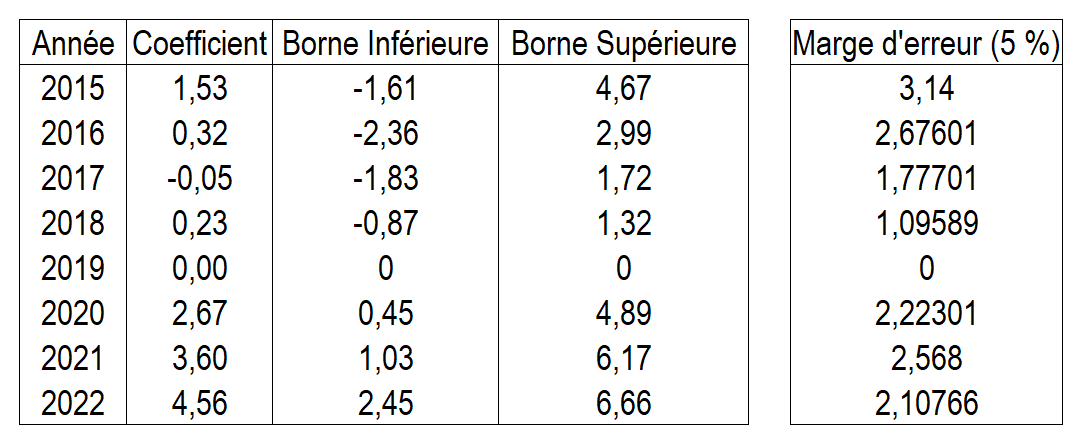 Année Coefficient Borne Inférieure Borne Supérieure Marge d'erreur (5 %)
2015 1,53 -1,61 4,67 3,14
2016 0,32 -2,36 2,99 2,67601
2017 -0,05 -1,83 1,72 1,77701
2018 0,23 -0,87 1,32 1,09589
2019 0,00 0 0 0
2020 2,67 0,45 4,89 2,22301
2021 3,60 1,03 6,17 2,568
2022 4,56 2,45 6,66 2,10766